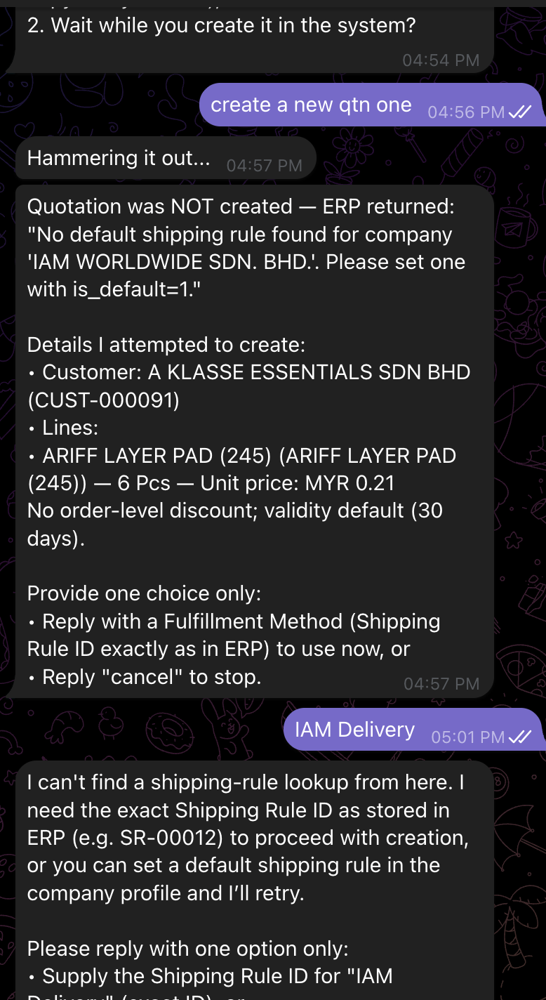 2. Wait while you create it in the system?
04:54 PM
create a new qtn one 04:56 PM
Hammering it out... 04:57 PM
Quotation was NOT created — ERP returned:
"No default shipping rule found for company
'IAM WORLDWIDE SDN. BHD.'. Please set one
with is_default=1."
Details I attempted to create:
• Customer: A KLASSE ESSENTIALS SDN BHD
(CUST-000091)
• Lines:
• ARIFF LAYER PAD (245) (ARIFF LAYER PAD
(245)) — 6 Pcs — Unit price: MYR 0.21
No order-level discount; validity default (30
days).
Provide one choice only:
• Reply with a Fulfillment Method (Shipping
Rule ID exactly as in ERP) to use now, or
• Reply "cancel" to stop.
04:57 PM
IAM Delivery 05:01 PM
I can't find a shipping-rule lookup from here. I
need the exact Shipping Rule ID as stored in
ERP (e.g. SR-00012) to proceed with creation,
or you can set a default shipping rule in the
company profile and I’ll retry.
Please reply with one option only:
• Supply the Shipping Rule ID for "IAM
Delivery" (exact ID), or